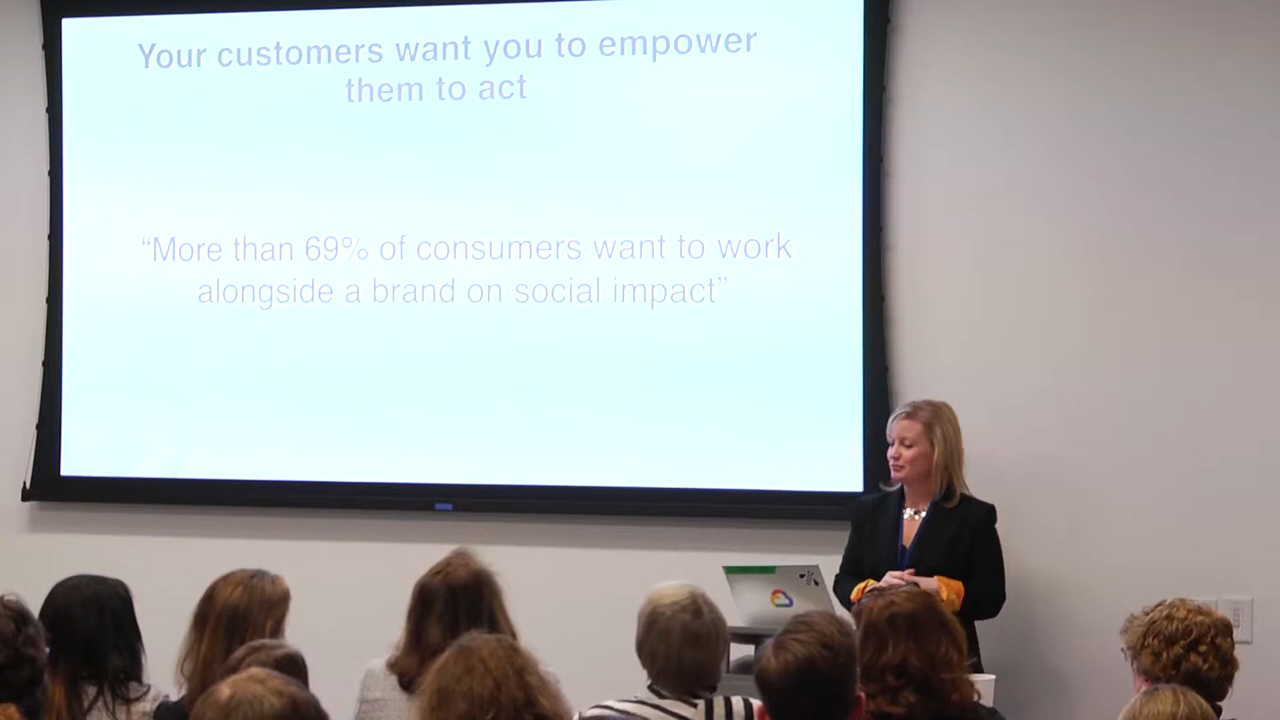 Your customers want you to empower
them to act
“More than 69% of consumers want to work
alongside a brand on social impact”